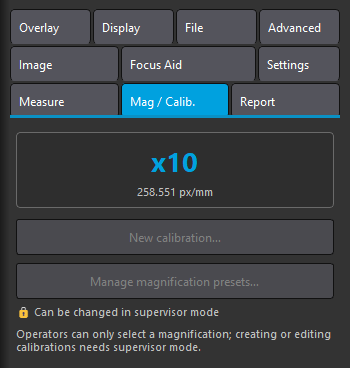 Overlay Display File Advanced
Image Focus Aid Settings
Measure Mag / Calib. Report
x10
258.551 px/mm
New calibration...
Manage magnification presets...
🔒 Can be changed in supervisor mode
Operators can only select a magnification; creating or editing
calibrations needs supervisor mode.